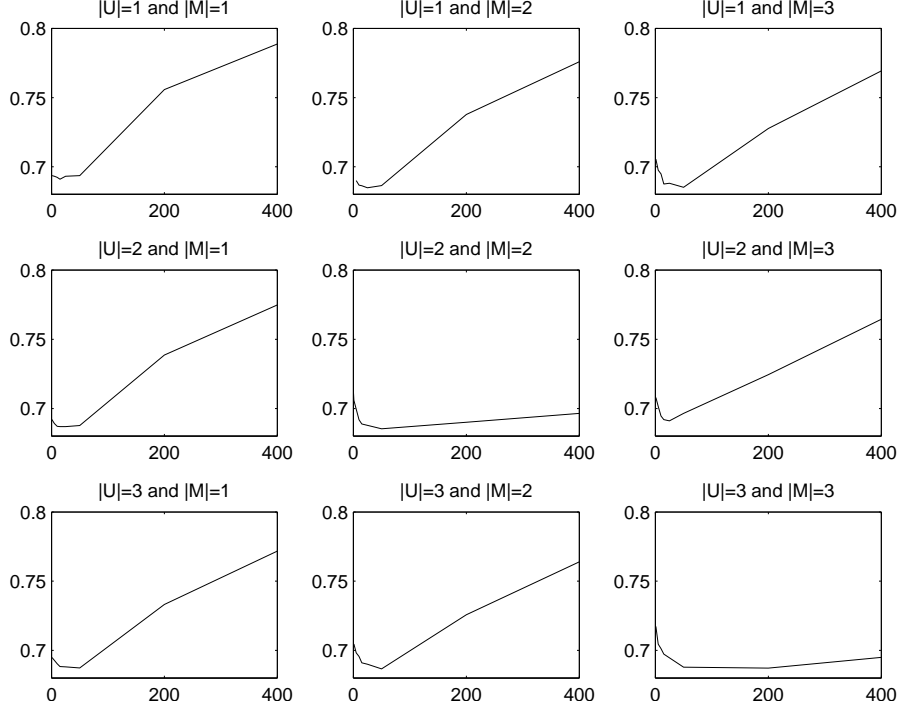 |U|=1 and |M|=1
|U|=1 and |M|=2
|U|=1 and |M|=3
0.8
0.75
0.7
0 200 400
0.8
0.75
0.7
0 200 400
0.8
0.75
0.7
0 200 400
|U|=2 and |M|=1
|U|=2 and |M|=2
|U|=2 and |M|=3
0.8
0.75
0.7
0 200 400
0.8
0.75
0.7
0 200 400
0.8
0.75
0.7
0 200 400
|U|=3 and |M|=1
|U|=3 and |M|=2
|U|=3 and |M|=3
0.8
0.75
0.7
0 200 400
0.8
0.75
0.7
0 200 400
0.8
0.75
0.7
0 200 400